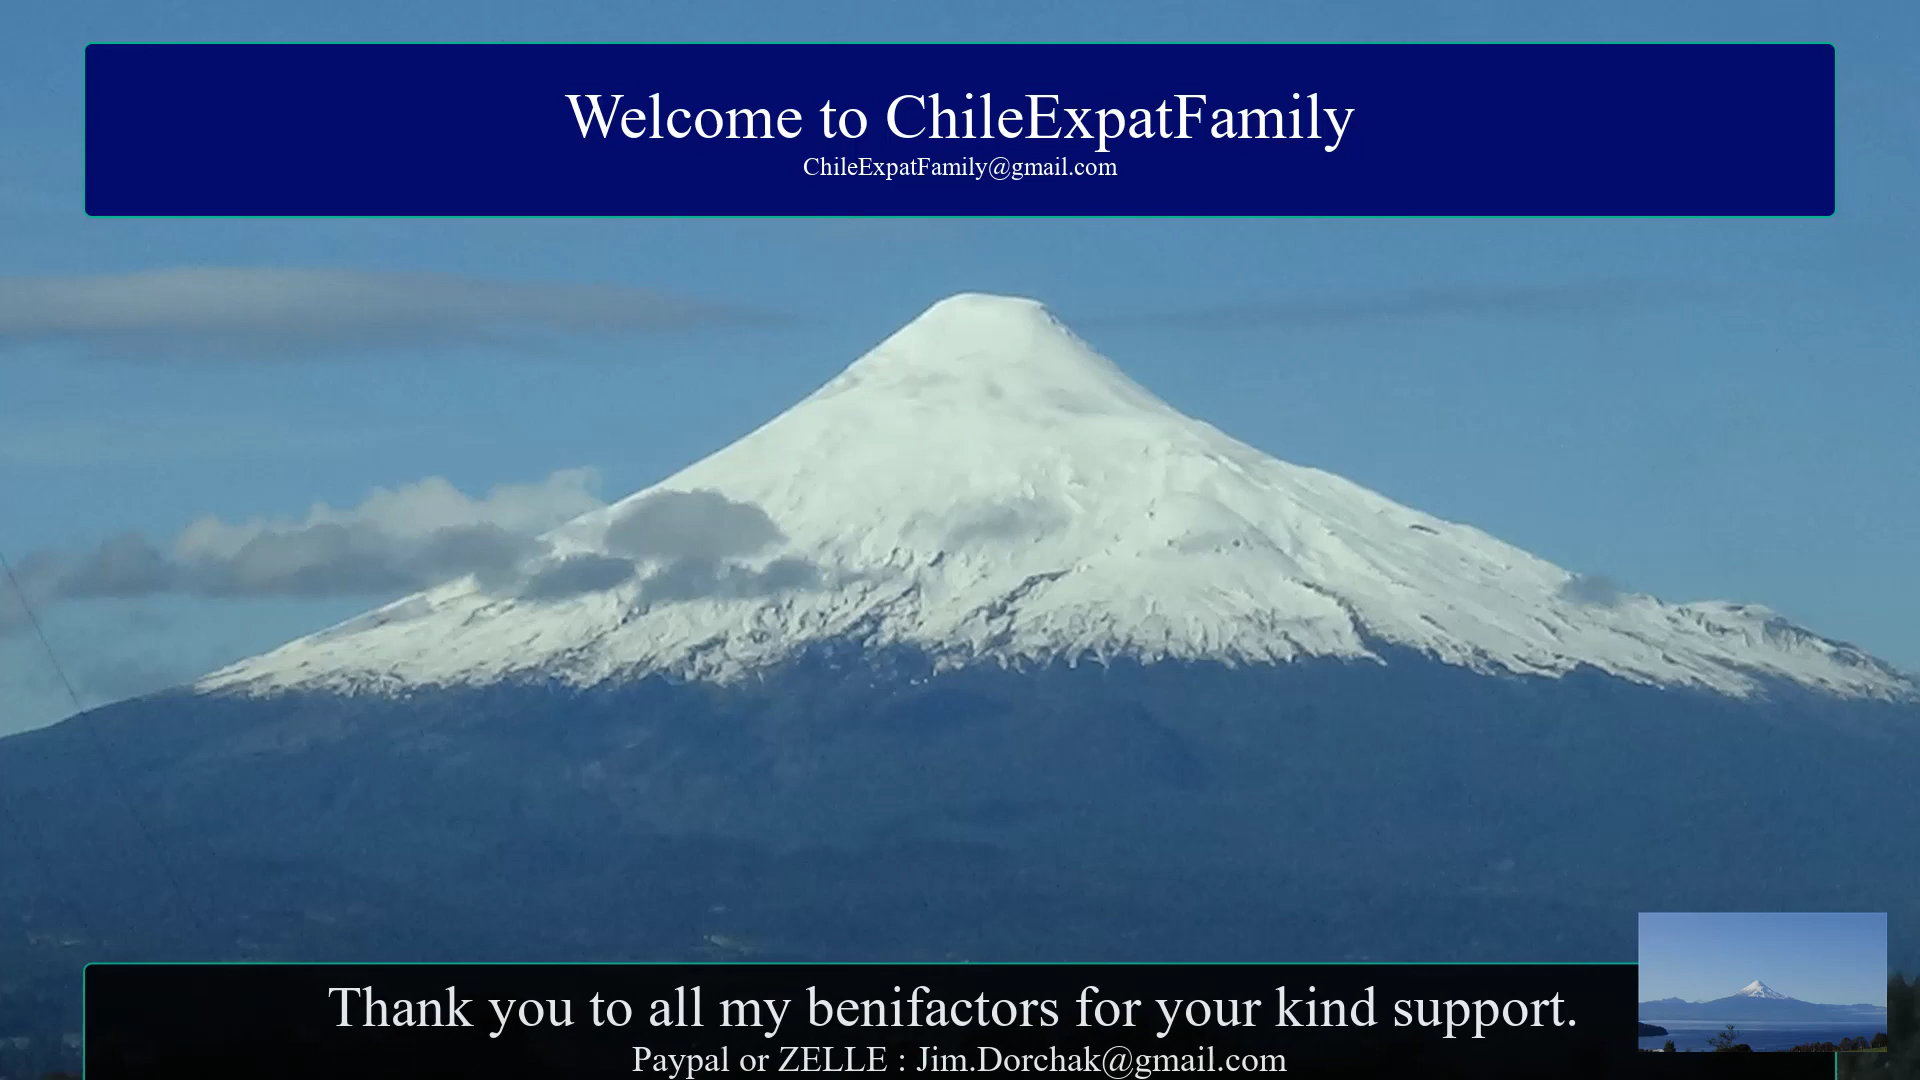 Welcome to ChileExpatFamily
ChileExpatFamily@gmail.com
Thank you to all my benifactors for your kind support.
Paypal or ZELLE : Jim.Dorchak@gmail.com